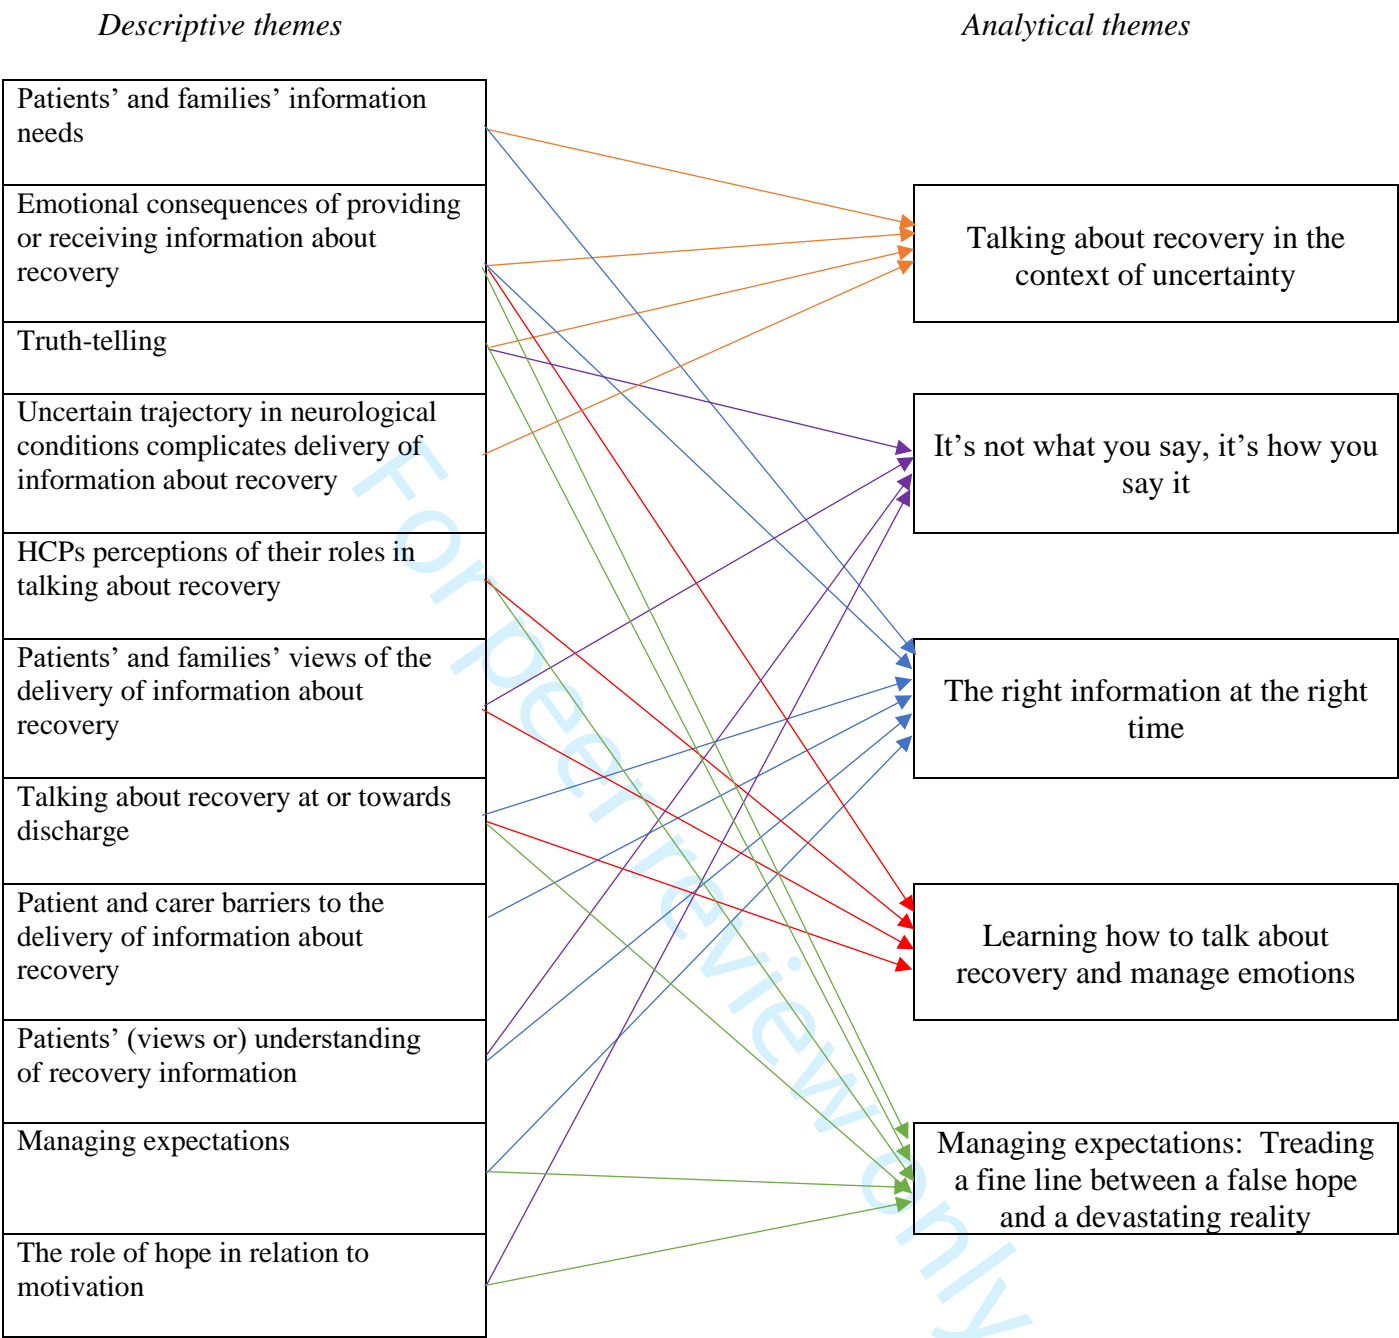 Descriptive themes
Analytical themes
Patients’ and families’ information
needs
Emotional consequences of providing
or receiving information about
recovery
Truth-telling
Uncertain trajectory in neurological
conditions complicates delivery of
information about recovery
HCPs perceptions of their roles in
talking about recovery
Patients’ and families’ views of the
delivery of information about
recovery
Talking about recovery at or towards
discharge
Patient and carer barriers to the
delivery of information about
recovery
Patients’ (views or) understanding
of recovery information
Managing expectations
The role of hope in relation to
motivation
Talking about recovery in the
context of uncertainty
It’s not what you say, it’s how you
say it
The right information at the right
time
Learning how to talk about
recovery and manage emotions
Managing expectations: Treading
a fine line between a false hope
and a devastating reality
For peer review only